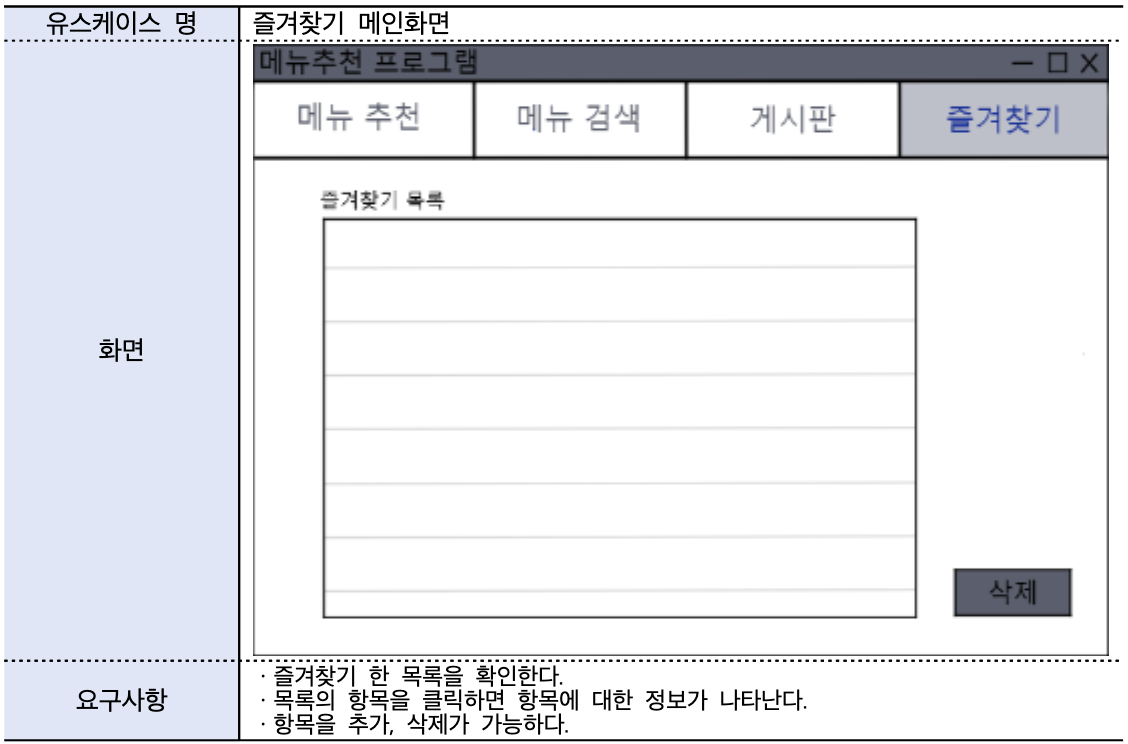 유스케이스 명
즐겨찾기 메인화면
화면
메뉴추천 프로그램
메뉴 추천
메뉴 검색
게시판
즐겨찾기
즐겨찾기 목록
삭제
요구사항
· 즐겨찾기 한 목록을 확인한다.
· 목록의 항목을 클릭하면 항목에 대한 정보가 나타난다.
· 항목을 추가, 삭제가 가능하다.